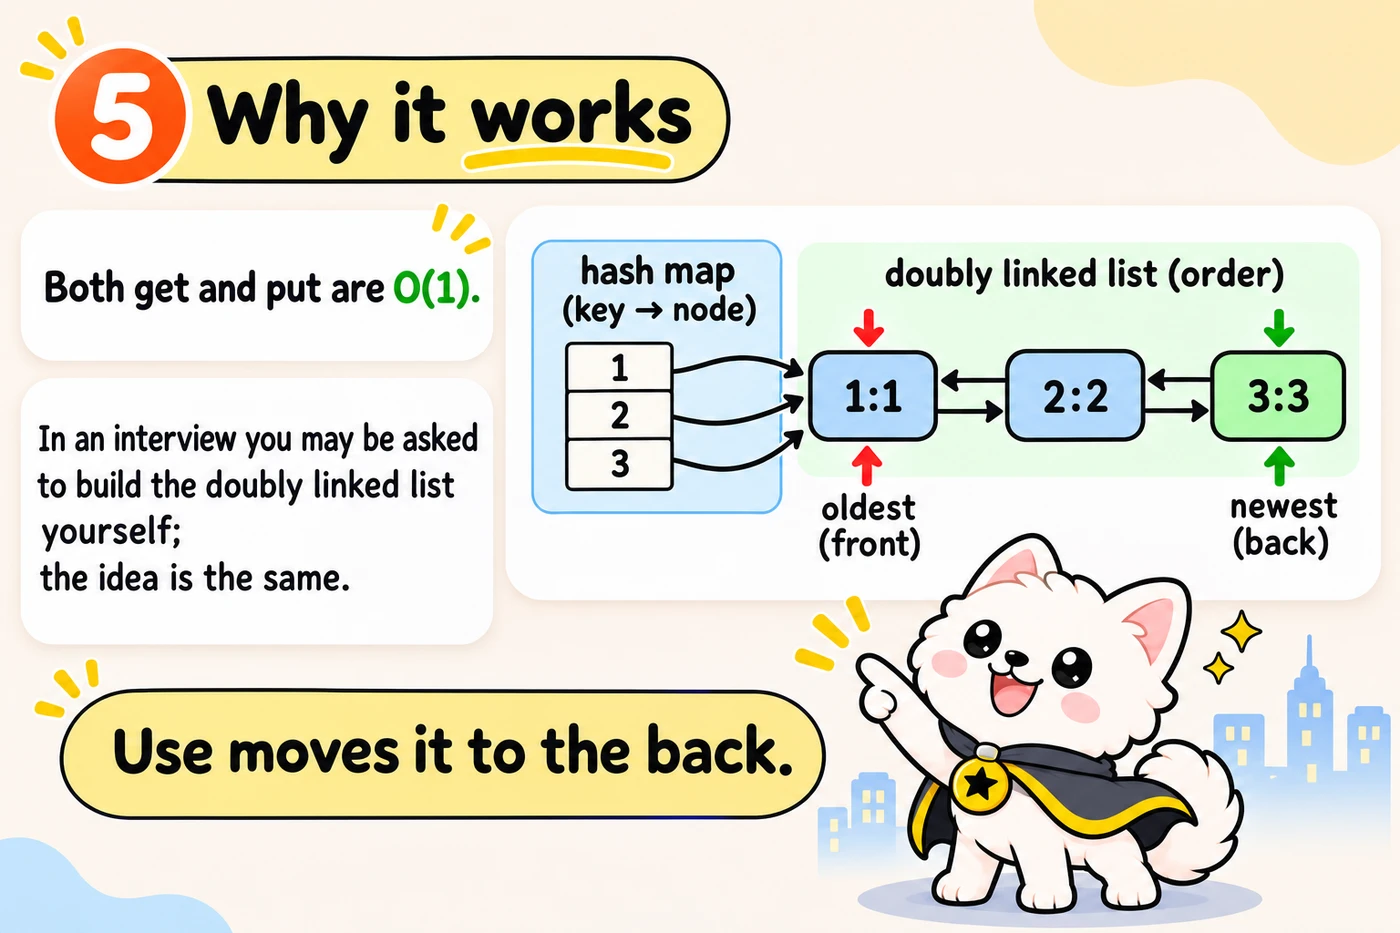 5 Why it works
Both get and put are O(1).
In an interview you may be asked
to build the doubly linked list
yourself;
the idea is the same.
hash map
(key → node)
1
2
3
doubly linked list (order)
1:1
2:2
3:3
oldest
(front)
newest
(back)
Use moves it to the back.